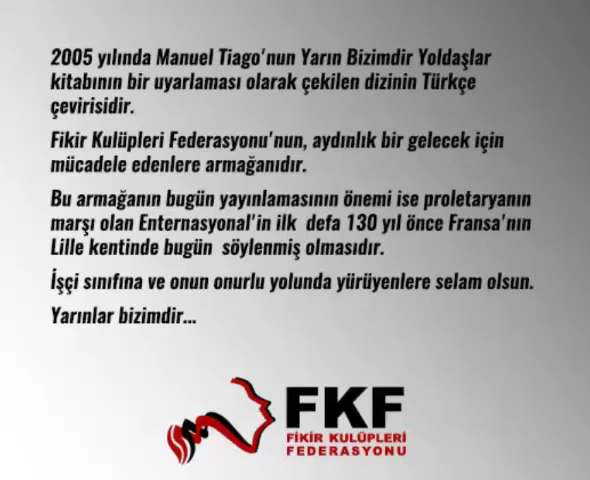 2005 yılında Manuel Tiago'nun Yarın Bizimdir Yoldaşlar
kitabının bir uyarlaması olarak çekilen dizinin Türkçe
çevirisidir.
Fikir Kulüpleri Federasyonu'nun, aydınlık bir gelecek için
mücadele edenlere armağanıdır.
Bu armağanın bugün yayınlamasının önemi ise proletaryanın
marşı olan Enternasyonal'in ilk defa 130 yıl önce Fransa'nın
Lille kentinde bugün söylenmiş olmasıdır.
İşçi sınıfına ve onun onurlu yolunda yürüyenlere selam olsun.
Yarınlar bizimdir...
FKF
FİKİR KULÜPLERİ
FEDERASYONU